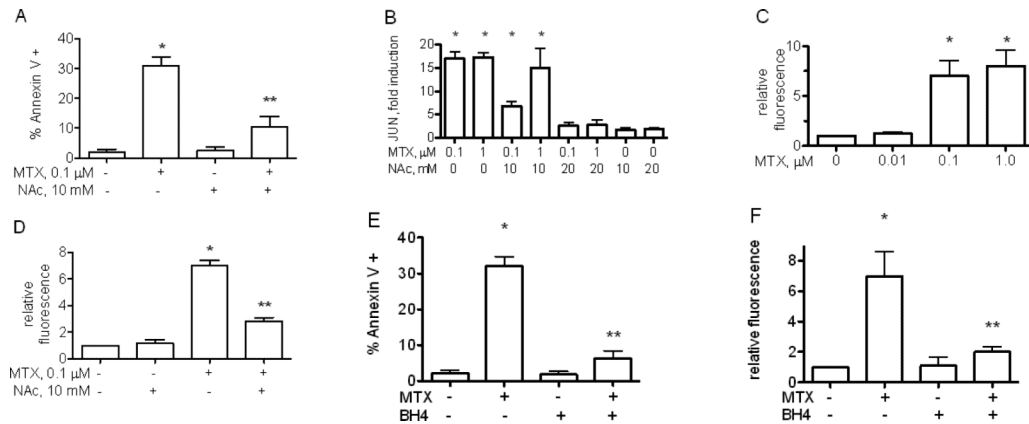 A
% Annexin V +
40
30
20
10
0
*
**
MTX, 0.1 µM - + - +
NAc, 10 mM - - + +
B
JUN, fold induction
20
15
10
5
0
* * * *
MTX, µM 0.1 1 0.1 1 0.1 1 0 0
NAc, mM 0 0 10 10 20 20 10 20
C
relative
fluorescence
10
5
0
* *
MTX, µM 0 0.01 0.1 1.0
D
relative
fluorescence
8
6
4
2
0
*
**
MTX, 0.1 µM - - + +
NAc, 10 mM - + - +
E
% Annexin V +
40
30
20
10
0
*
**
MTX - + - +
BH4 - - + +
F
relative fluorescence
8
6
4
2
0
*
**
MTX - + - +
BH4 - - + +